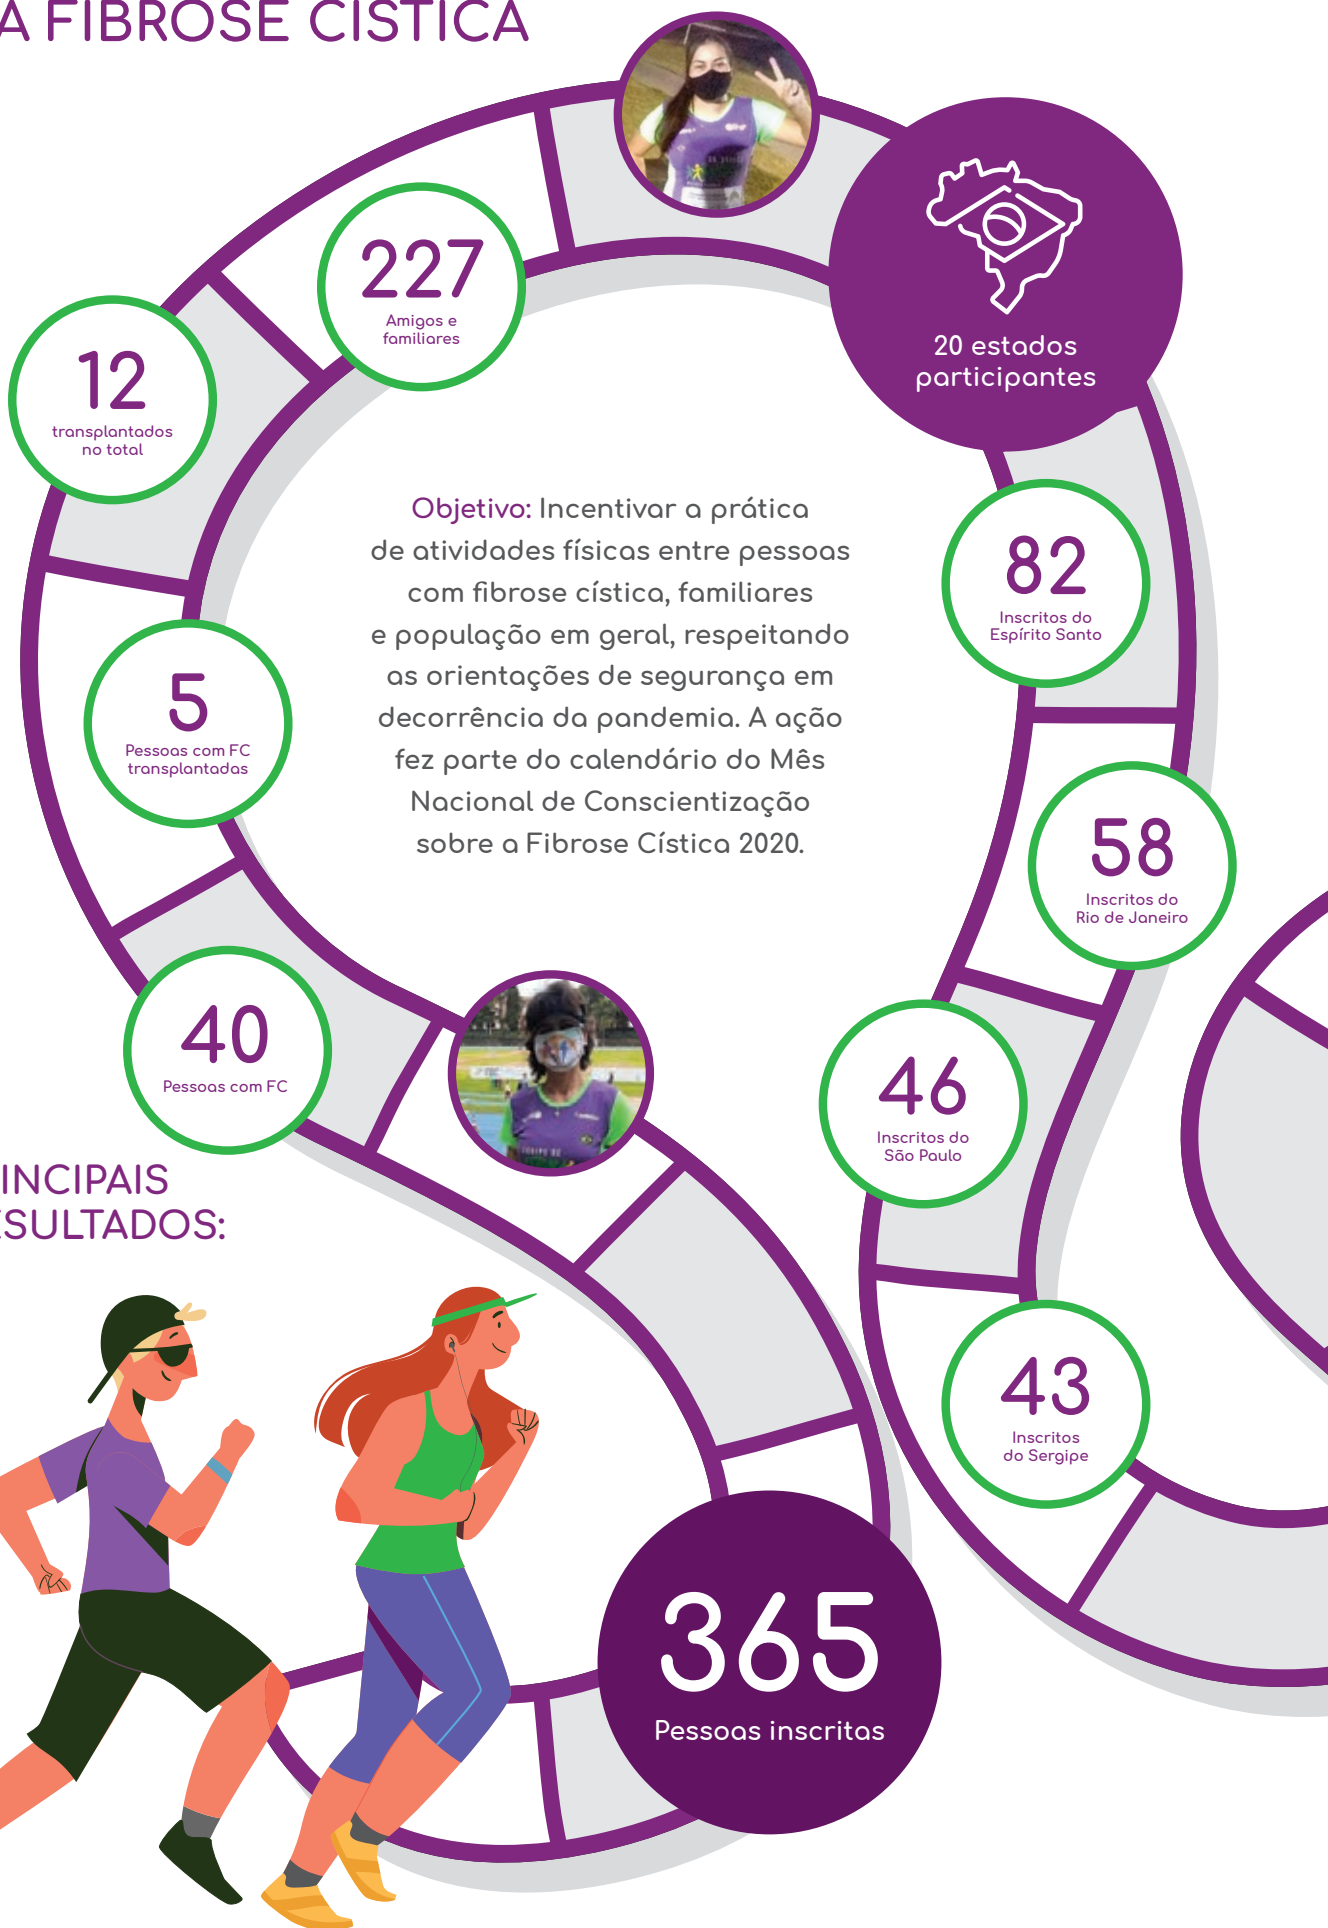 A FIBROSE CÍSTICA
20 estados
participantes
227
Amigos e
familiares
12
transplantados
no total
Objetivo: Incentivar a prática
de atividades físicas entre pessoas
com fibrose cística, familiares
e população em geral, respeitando
as orientações de segurança em
decorrência da pandemia. A ação
fez parte do calendário do Mês
Nacional de Conscientização
sobre a Fibrose Cística 2020.
82
Inscritos do
Espírito Santo
5
Pessoas com FC
transplantadas
58
Inscritos do
Rio de Janeiro
40
Pessoas com FC
46
Inscritos do
São Paulo
INCIPAIS
ESULTADOS:
43
Inscritos
do Sergipe
365
Pessoas inscritas